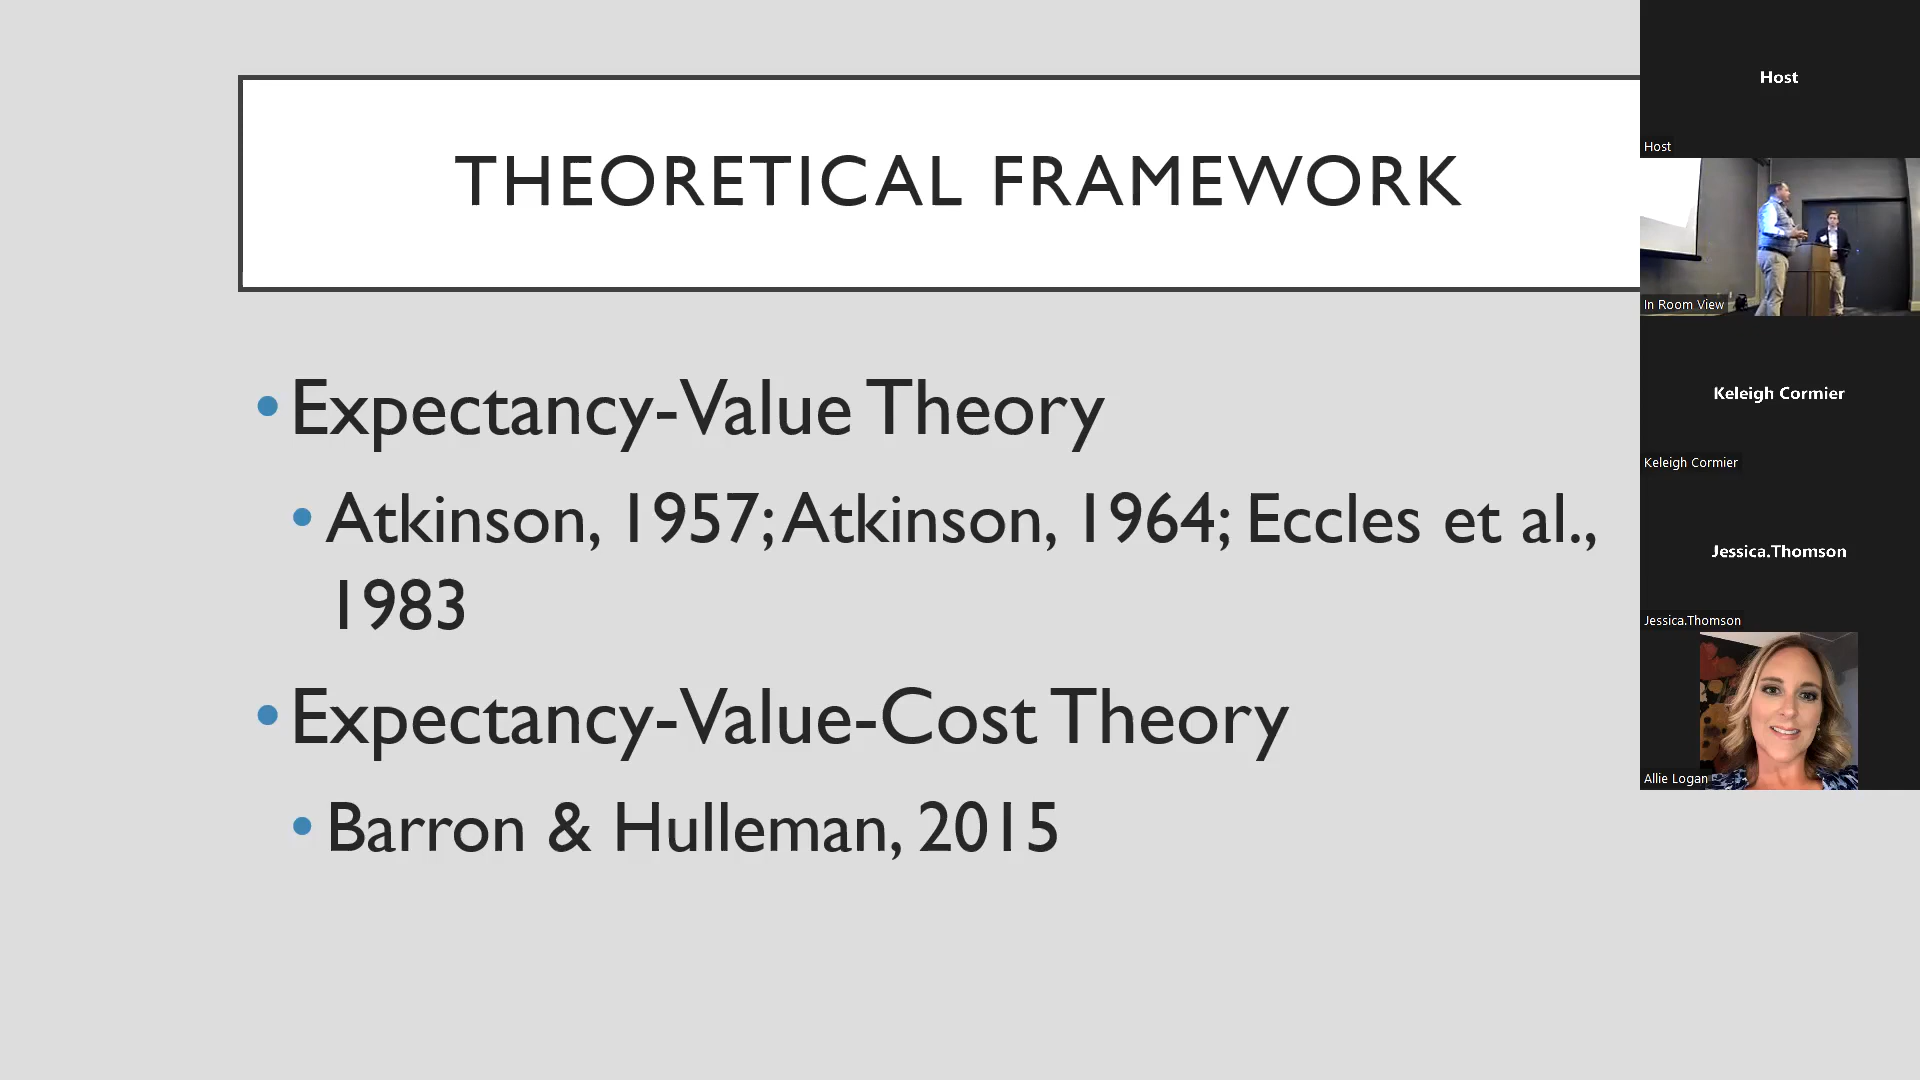 THEORETICAL FRAMEWORK
• Expectancy-Value Theory
• Atkinson, 1957; Atkinson, 1964; Eccles et al.,
1983
• Expectancy-Value-Cost Theory
• Barron & Hulleman, 2015
Host
Host
In Room View
Keleigh Cormier
Keleigh Cormier
Jessica.Thomson
Jessica.Thomson
Allie Logan